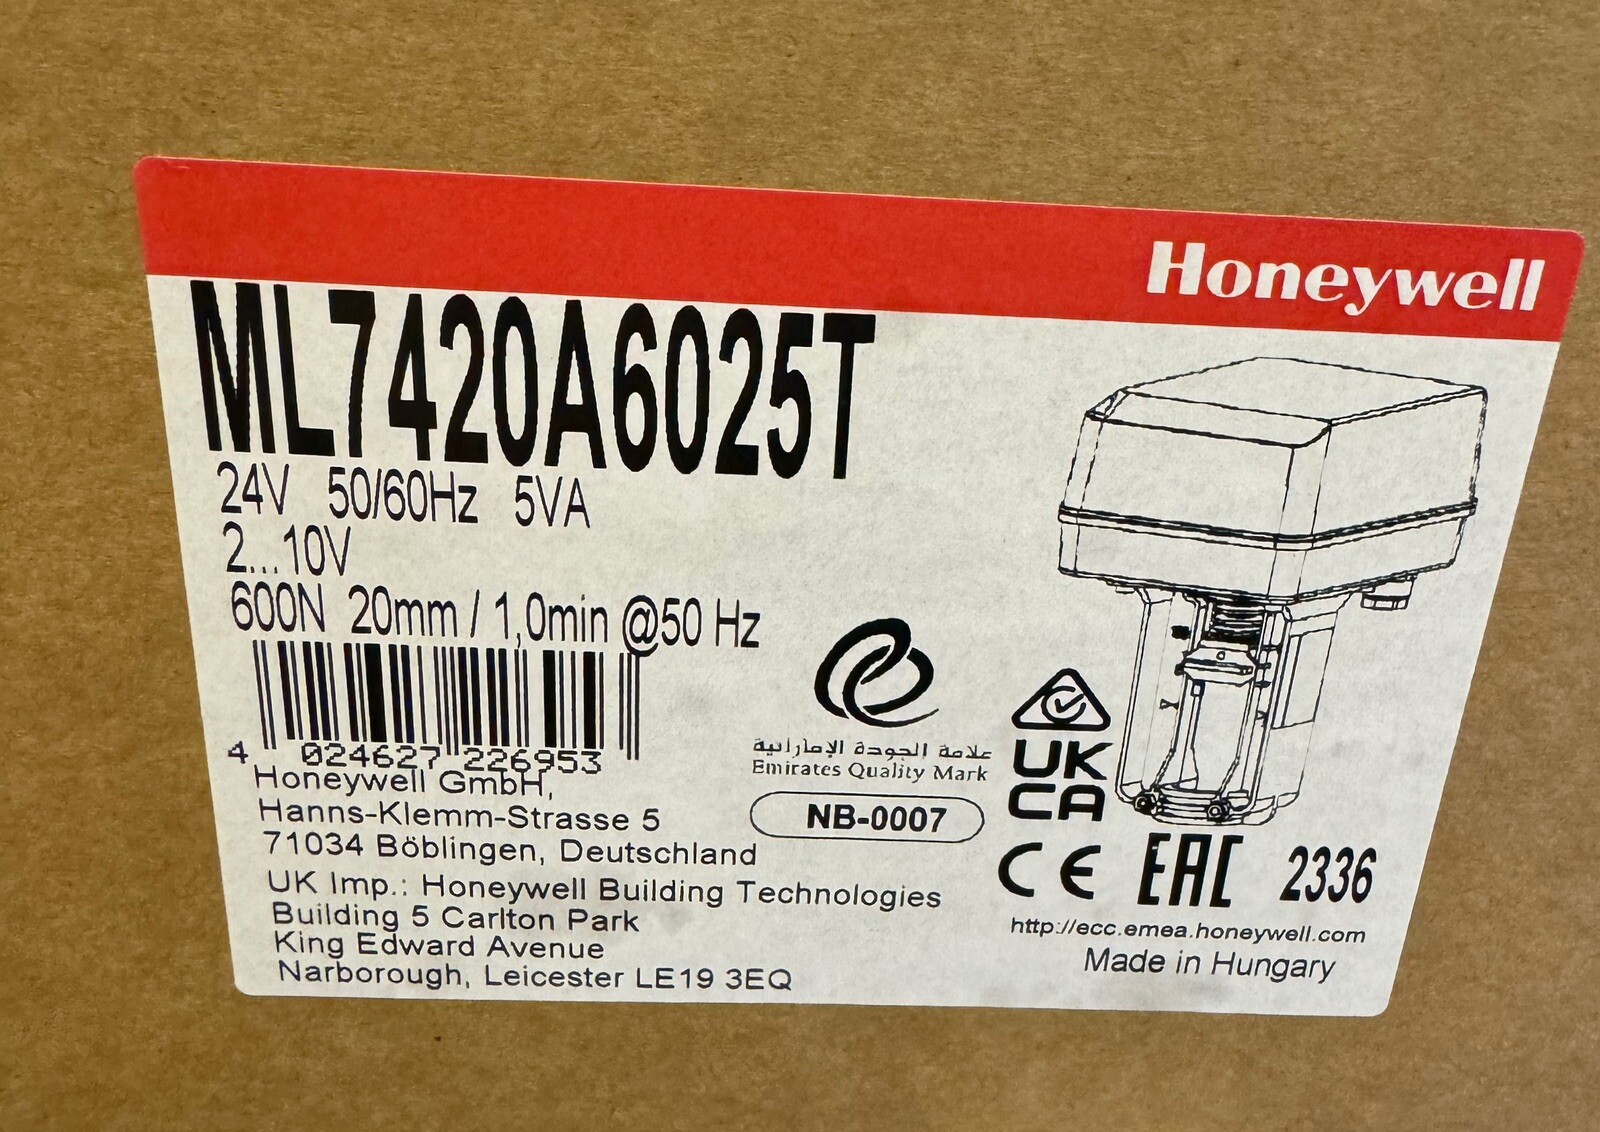 Honeywell
ML7420A6025T
24V 50/60Hz 5VA
2...10V
600N 20mm / 1,0min @50 Hz
4 024627 226953
Honeywell GmbH,
Hanns-Klemm-Strasse 5
71034 Böblingen, Deutschland
UK Imp.: Honeywell Building Technologies
Building 5 Carlton Park
King Edward Avenue
Narborough, Leicester LE19 3EQ
علامة الجودة الإماراتية
Emirates Quality Mark
NB-0007
UK
CA
CE EAC 2336
http://ecc.emea.honeywell.com
Made in Hungary